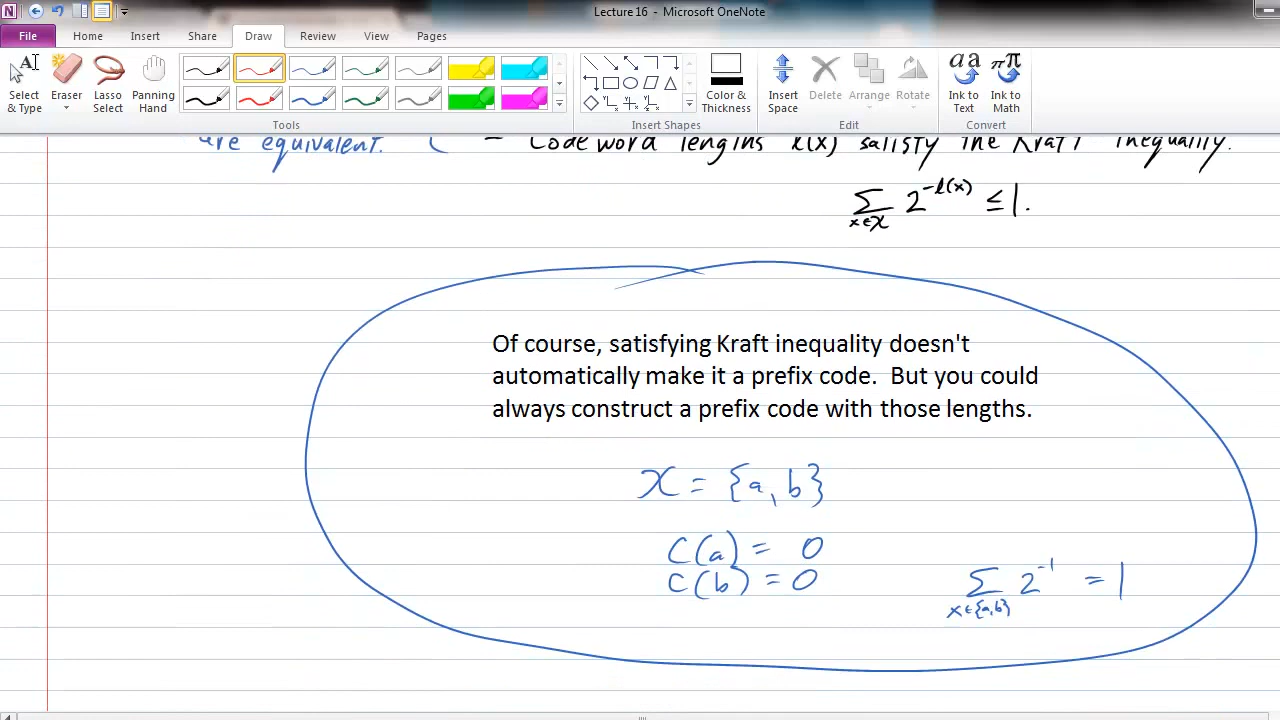 Lecture 16 - Microsoft OneNote
File Home Insert Share Draw Review View Pages
Select & Type Eraser Lasso Select Panning Hand Color & Thickness Insert Space Delete Arrange Rotate Ink to Text Ink to Math
Tools Insert Shapes Edit Convert
are equivalent. { – Codeword lengths l(x) satisfy the Kraft inequality.
∑_{x∈𝒳} 2^{-l(x)} ≤ 1.
Of course, satisfying Kraft inequality doesn't
automatically make it a prefix code. But you could
always construct a prefix code with those lengths.
𝒳 = {a, b}
C(a) = 0
C(b) = 0
∑_{x∈{a,b}} 2^{-1} = 1